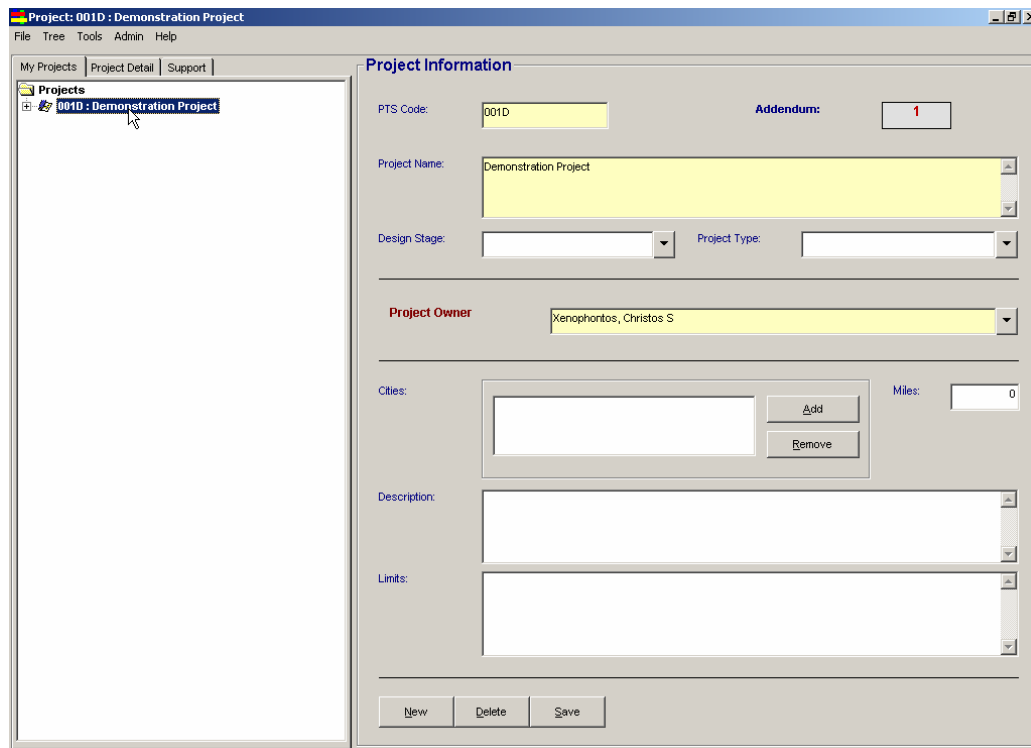 Project: 001D : Demonstration Project
File Tree Tools Admin Help
My Projects Project Detail Support
Projects
001D : Demonstration Project
Project Information
PTS Code: 001D Addendum: 1
Project Name: Demonstration Project
Design Stage: Project Type:
Project Owner Xenophontos, Christos S
Cities: Add Miles: 0
Remove
Description:
Limits:
New Delete Save